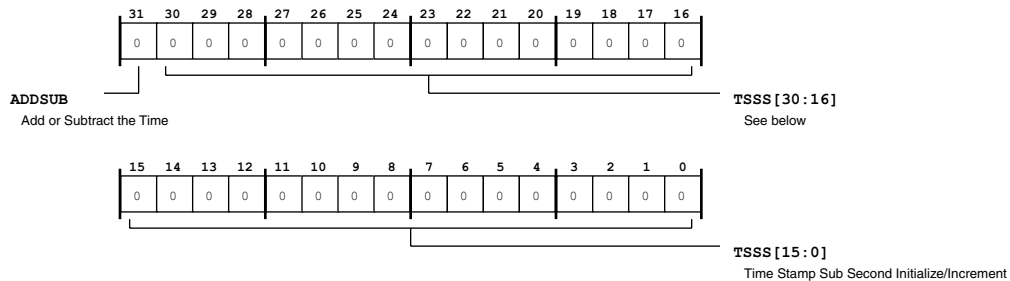 31 30 29 28 27 26 25 24 23 22 21 20 19 18 17 16
0 0 0 0 0 0 0 0 0 0 0 0 0 0 0 0
ADDSUB
Add or Subtract the Time
TSSS[30:16]
See below
15 14 13 12 11 10 9 8 7 6 5 4 3 2 1 0
0 0 0 0 0 0 0 0 0 0 0 0 0 0 0 0
TSSS[15:0]
Time Stamp Sub Second Initialize/Increment